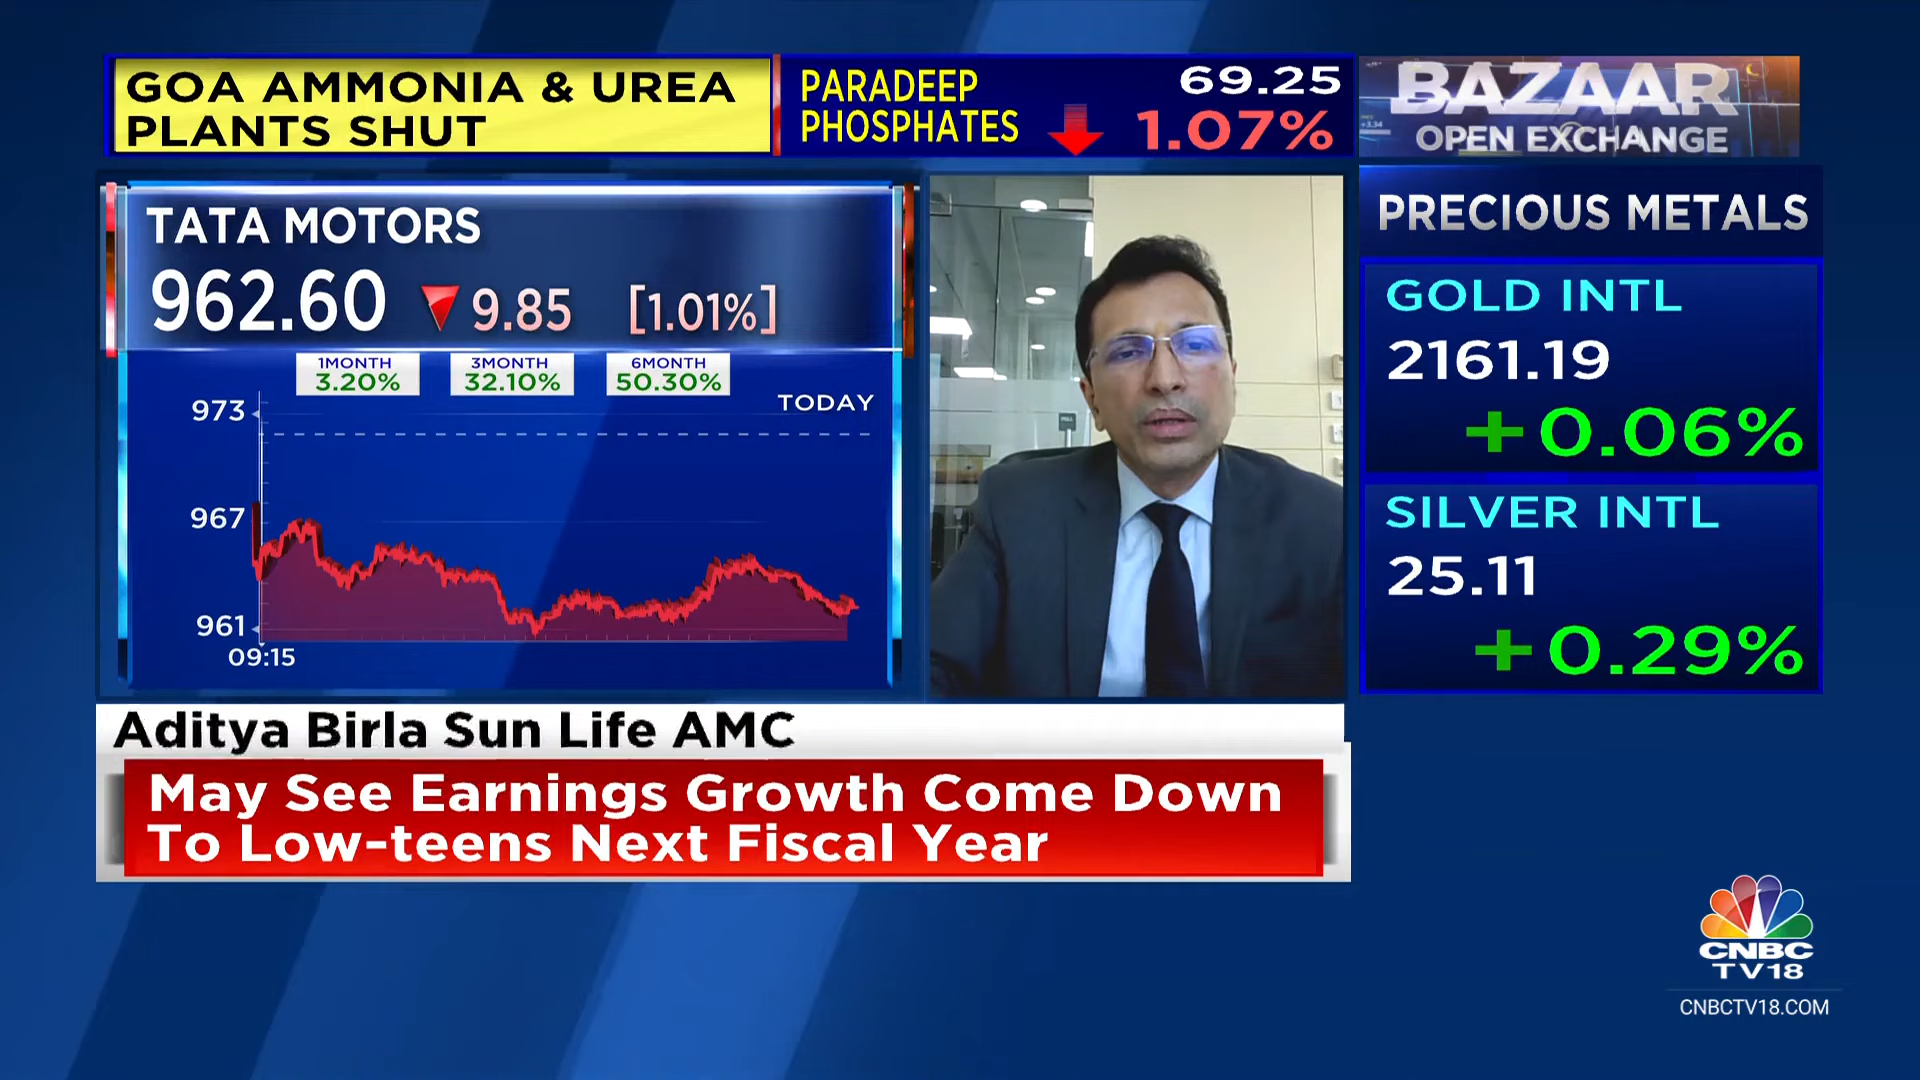 GOA AMMONIA & UREA
PLANTS SHUT
PARADEEP
PHOSPHATES
69.25
1.07%
BAZAAR
OPEN EXCHANGE
TATA MOTORS
962.60 9.85 [1.01%]
1MONTH
3.20%
3MONTH
32.10%
6MONTH
50.30%
TODAY
973
967
961
09:15
PRECIOUS METALS
GOLD INTL
2161.19
+0.06%
SILVER INTL
25.11
+0.29%
Aditya Birla Sun Life AMC
May See Earnings Growth Come Down
To Low-teens Next Fiscal Year
CNBC
TV18
CNBCTV18.COM